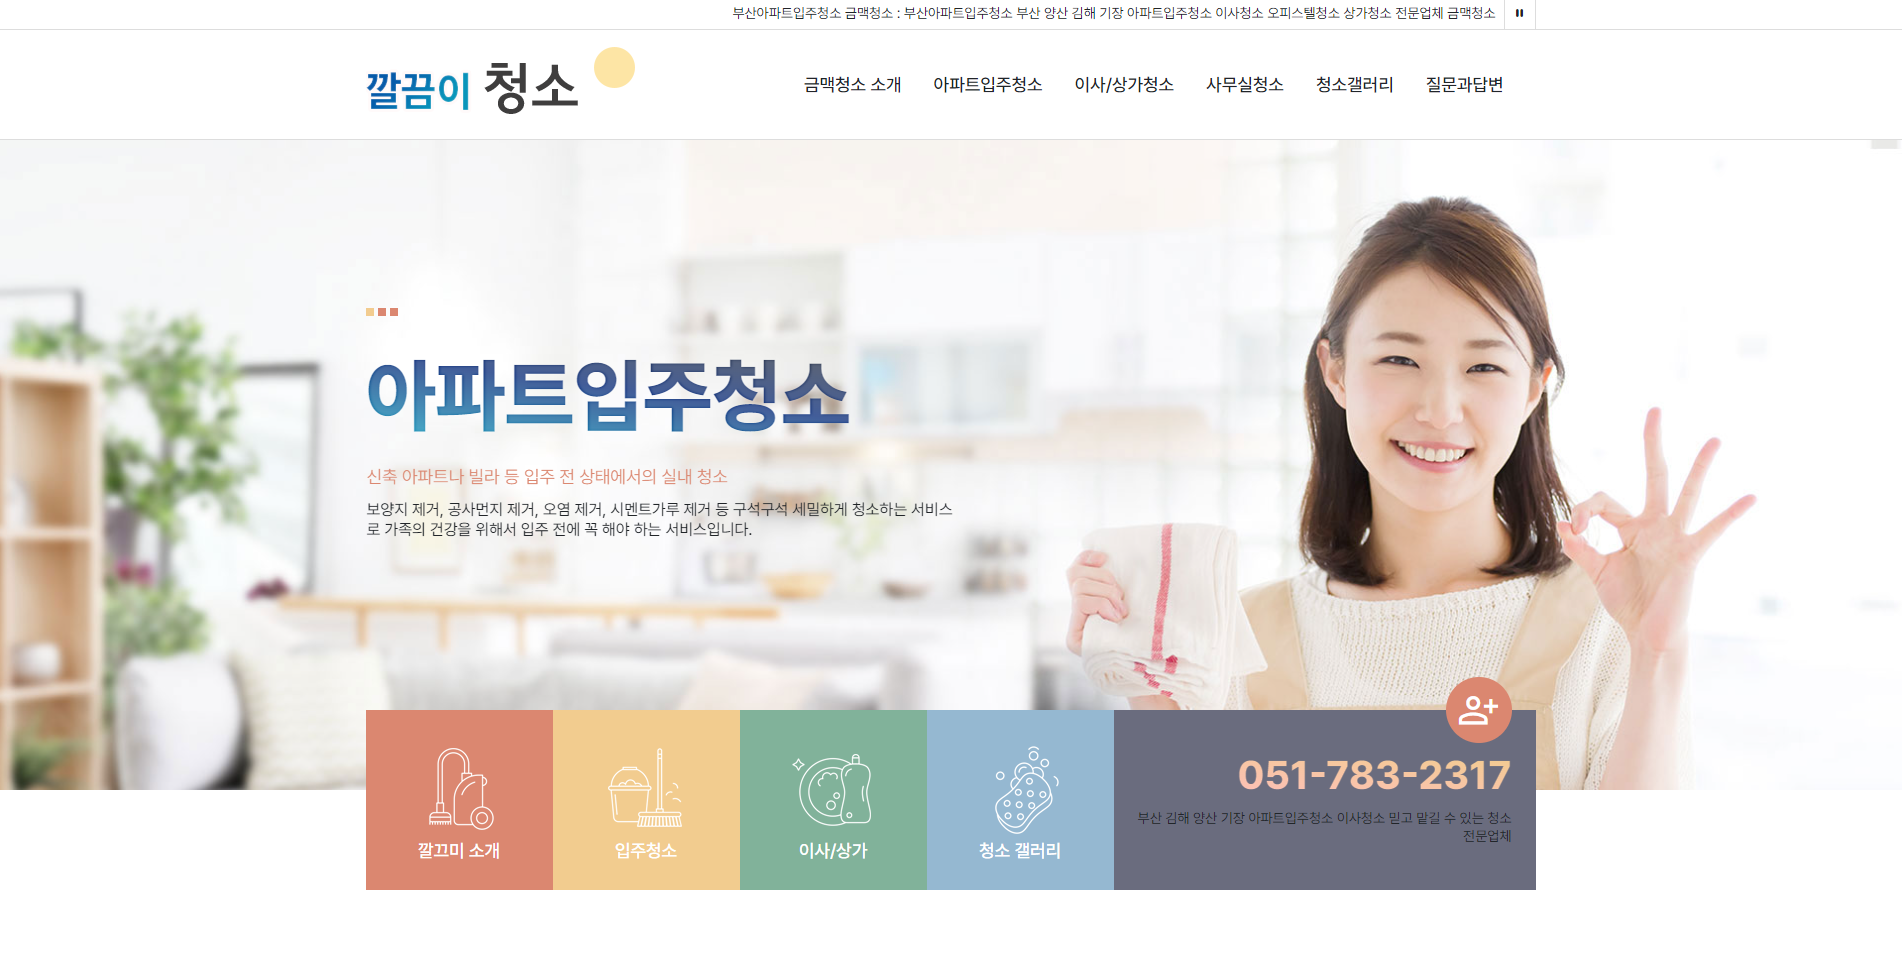 부산아파트입주청소 금맥청소 : 부산아파트입주청소 부산 양산 김해 기장 아파트입주청소 이사청소 오피스텔청소 상가청소 전문업체 금맥청소
깔끔이 청소
금맥청소 소개 아파트입주청소 이사/상가청소 사무실청소 청소갤러리 질문과답변
아파트입주청소
신축 아파트나 빌라 등 입주 전 상태에서의 실내 청소
보양지 제거, 공사먼지 제거, 오염 제거, 시멘트가루 제거 등 구석구석 세밀하게 청소하는 서비스
로 가족의 건강을 위해서 입주 전에 꼭 해야 하는 서비스입니다.
깔끄미 소개
입주청소
이사/상가
청소 갤러리
051-783-2317
부산 김해 양산 기장 아파트입주청소 이사청소 믿고 맡길 수 있는 청소
전문업체